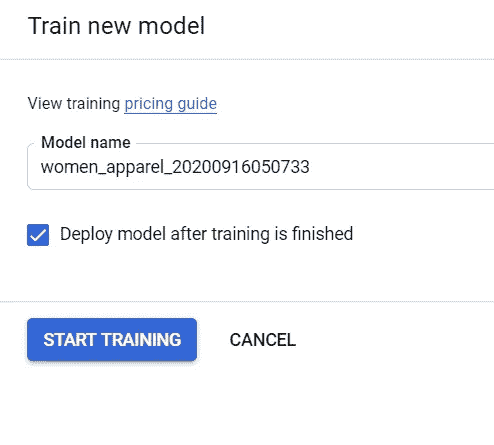 Train new model
View training pricing guide
Model name
women_apparel_20200916050733
Deploy model after training is finished
START TRAINING CANCEL